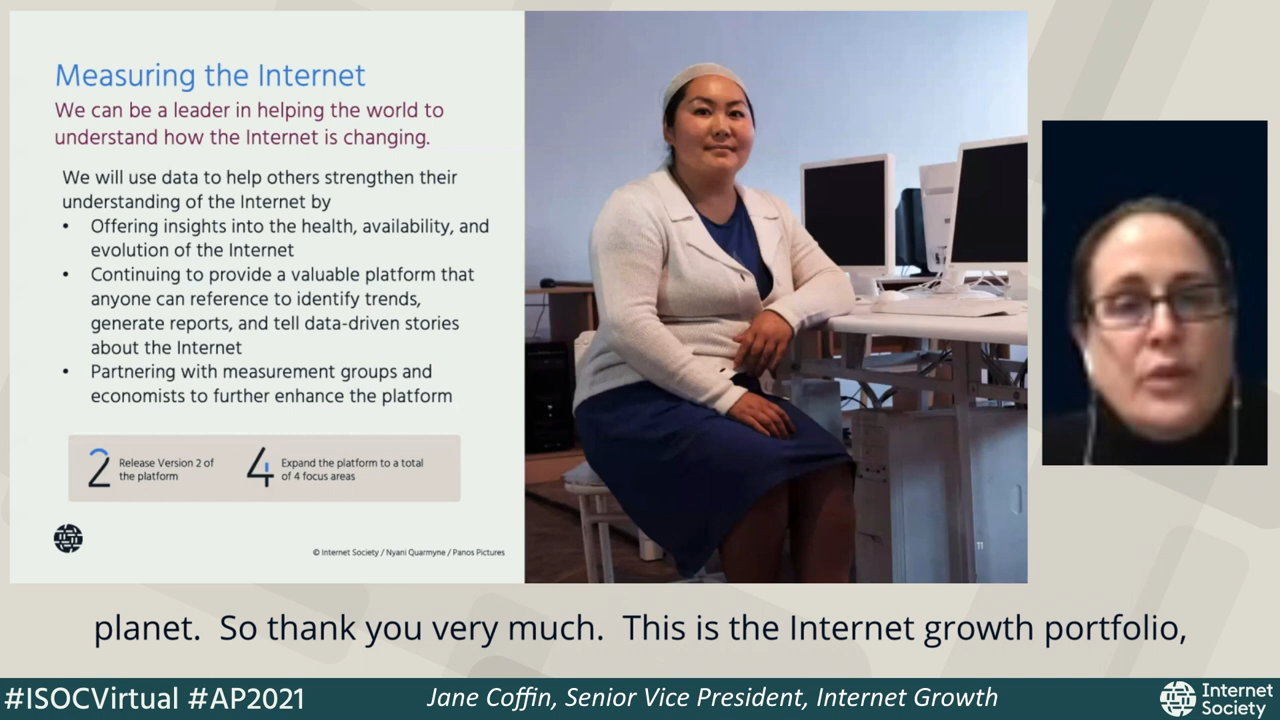 Measuring the Internet
We can be a leader in helping the world to
understand how the Internet is changing.
We will use data to help others strengthen their
understanding of the Internet by
• Offering insights into the health, availability, and
evolution of the Internet
• Continuing to provide a valuable platform that
anyone can reference to identify trends,
generate reports, and tell data-driven stories
about the Internet
• Partnering with measurement groups and
economists to further enhance the platform
2 Release Version 2 of
the platform
4 Expand the platform to a total
of 4 focus areas
© Internet Society / Nyani Quarmyne / Panos Pictures
11
planet.  So thank you very much.  This is the Internet growth portfolio,
#ISOCVirtual #AP2021
Jane Coffin, Senior Vice President, Internet Growth
Internet
Society